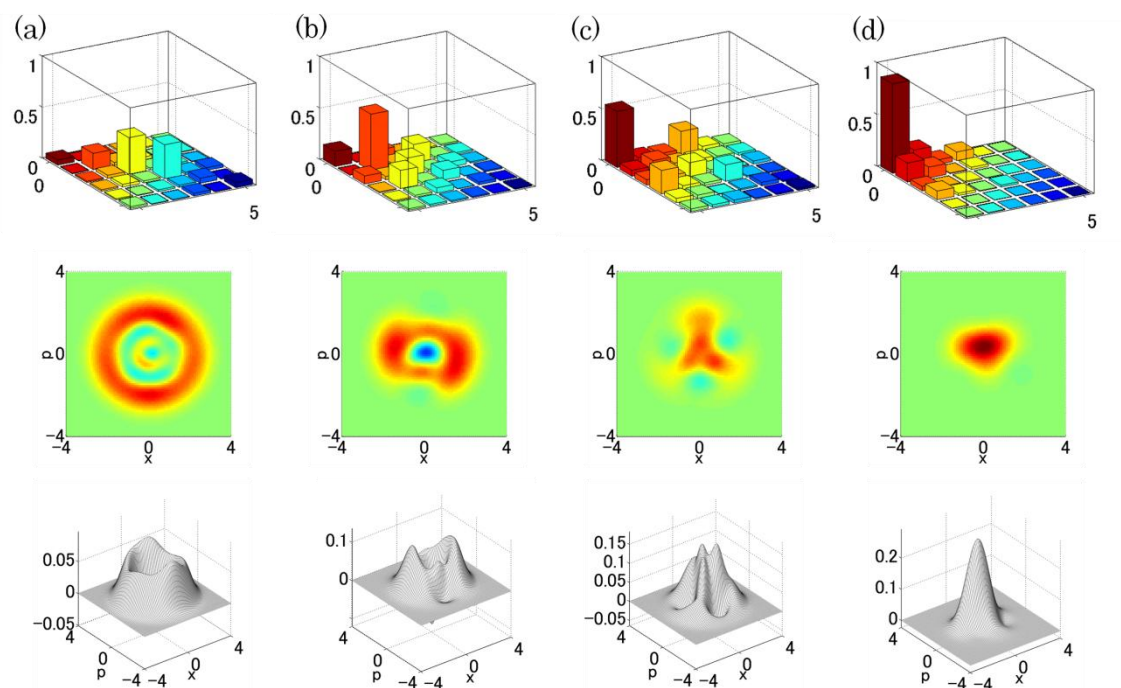 (a) (b) (c) (d)
1 1 1 1
0.5 0.5 0.5 0.5
0 0 0 0
0 0 0 0
5 5 5 5
4 4 4 4
p 0 p 0 p 0 p 0
-4 -4 -4 -4
-4 0 4 -4 0 4 -4 0 4 -4 0 4
x x x x
0.05 0.1 0.15 0.2
0 0 0.1 0.1
-0.05 0.05 0
0
-0.05
4 4 4 4 4 4 4 4
0 0 0 0 0 0 0 0
p x p x p x p x
-4 -4 -4 -4 -4 -4 -4 -4